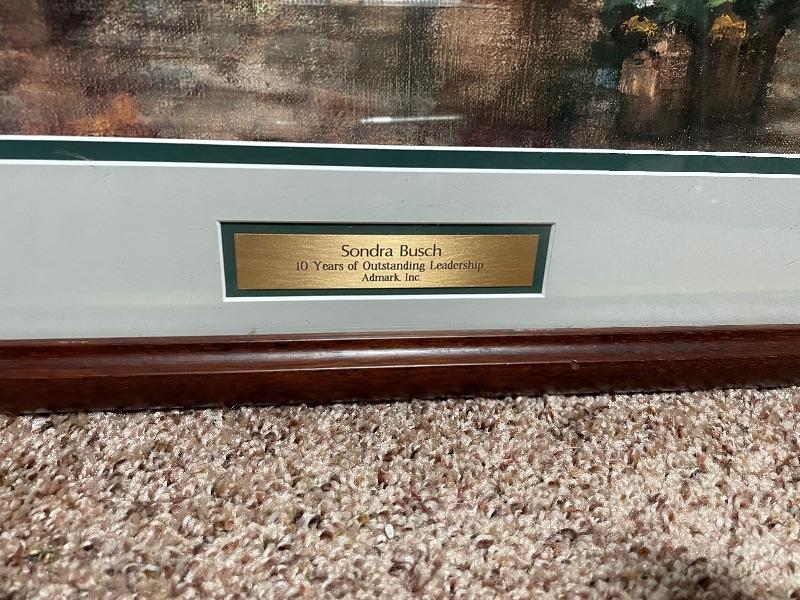 Sondra Busch
10 Years of Outstanding Leadership
Admark, Inc.